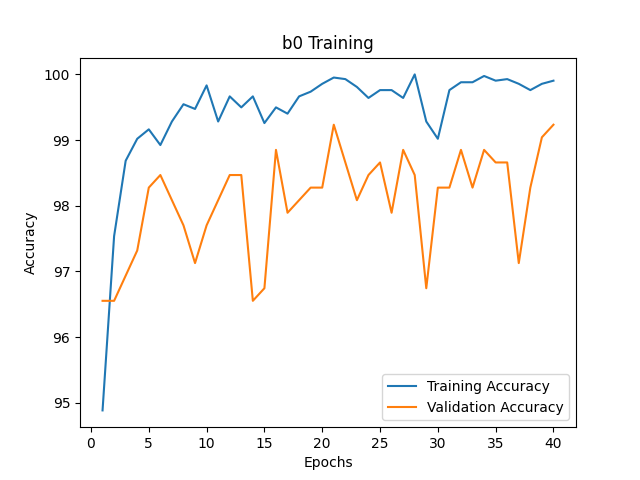 b0 Training
100
99
98
97
96
95
Accuracy
0 5 10 15 20 25 30 35 40
Epochs
Training Accuracy
Validation Accuracy